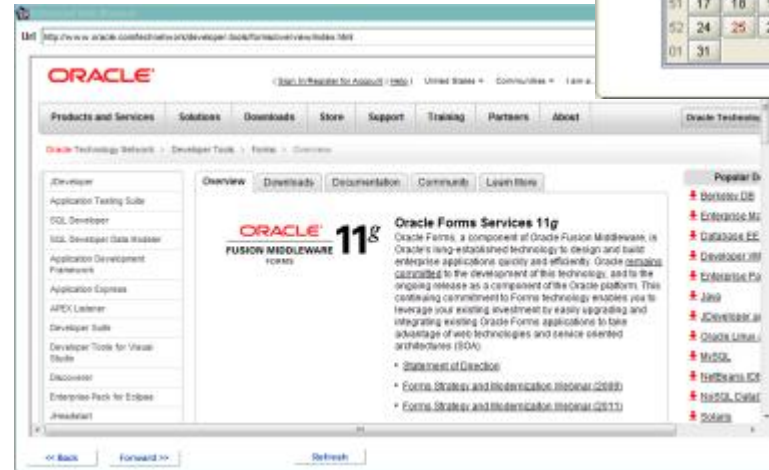 51 17 18
52 24 25
01 31
Url http://www.oracle.com/technetwork/developer-tools/forms/overview/index.html
ORACLE
(Sign In/Register for Account | Help) United States Communities I am a
Products and Services Solutions Downloads Store Support Training Partners About
Oracle Technology Network > Developer Tools > Forms > Overview
JDeveloper
Application Testing Suite
SQL Developer
SQL Developer Data Modeler
Application Development
Framework
Application Express
APEX Listener
Developer Suite
Developer Tools for Visual
Studio
Discoverer
Enterprise Pack for Eclipse
JHeadstart
Overview Downloads Documentation Community Learn More
ORACLE
FUSION MIDDLEWARE 11g
FORMS
Oracle Forms Services 11g
Oracle Forms, a component of Oracle Fusion Middleware, is
Oracle's long-established technology to design and build
enterprise applications quickly and efficiently. Oracle remains
committed to the development of this technology, and to the
ongoing release as a component of the Oracle platform. This
continuing commitment to Forms technology enables you to
leverage your existing investment by easily upgrading and
integrating existing Oracle Forms applications to take
advantage of web technologies and service oriented
architectures (SOA).
• Statement of Direction
• Forms Strategy and Modernization Webinar (2009)
• Forms Strategy and Modernization Webinar (2011)
Popular D
Berkeley DB
Enterprise Ma
Database EE
Developer VM
Enterprise Pa
Java
JDeveloper a
Oracle Linux
MySQL
NetBeans IDE
NoSQL Datab
Solaris
<< Back Forward >> Refresh